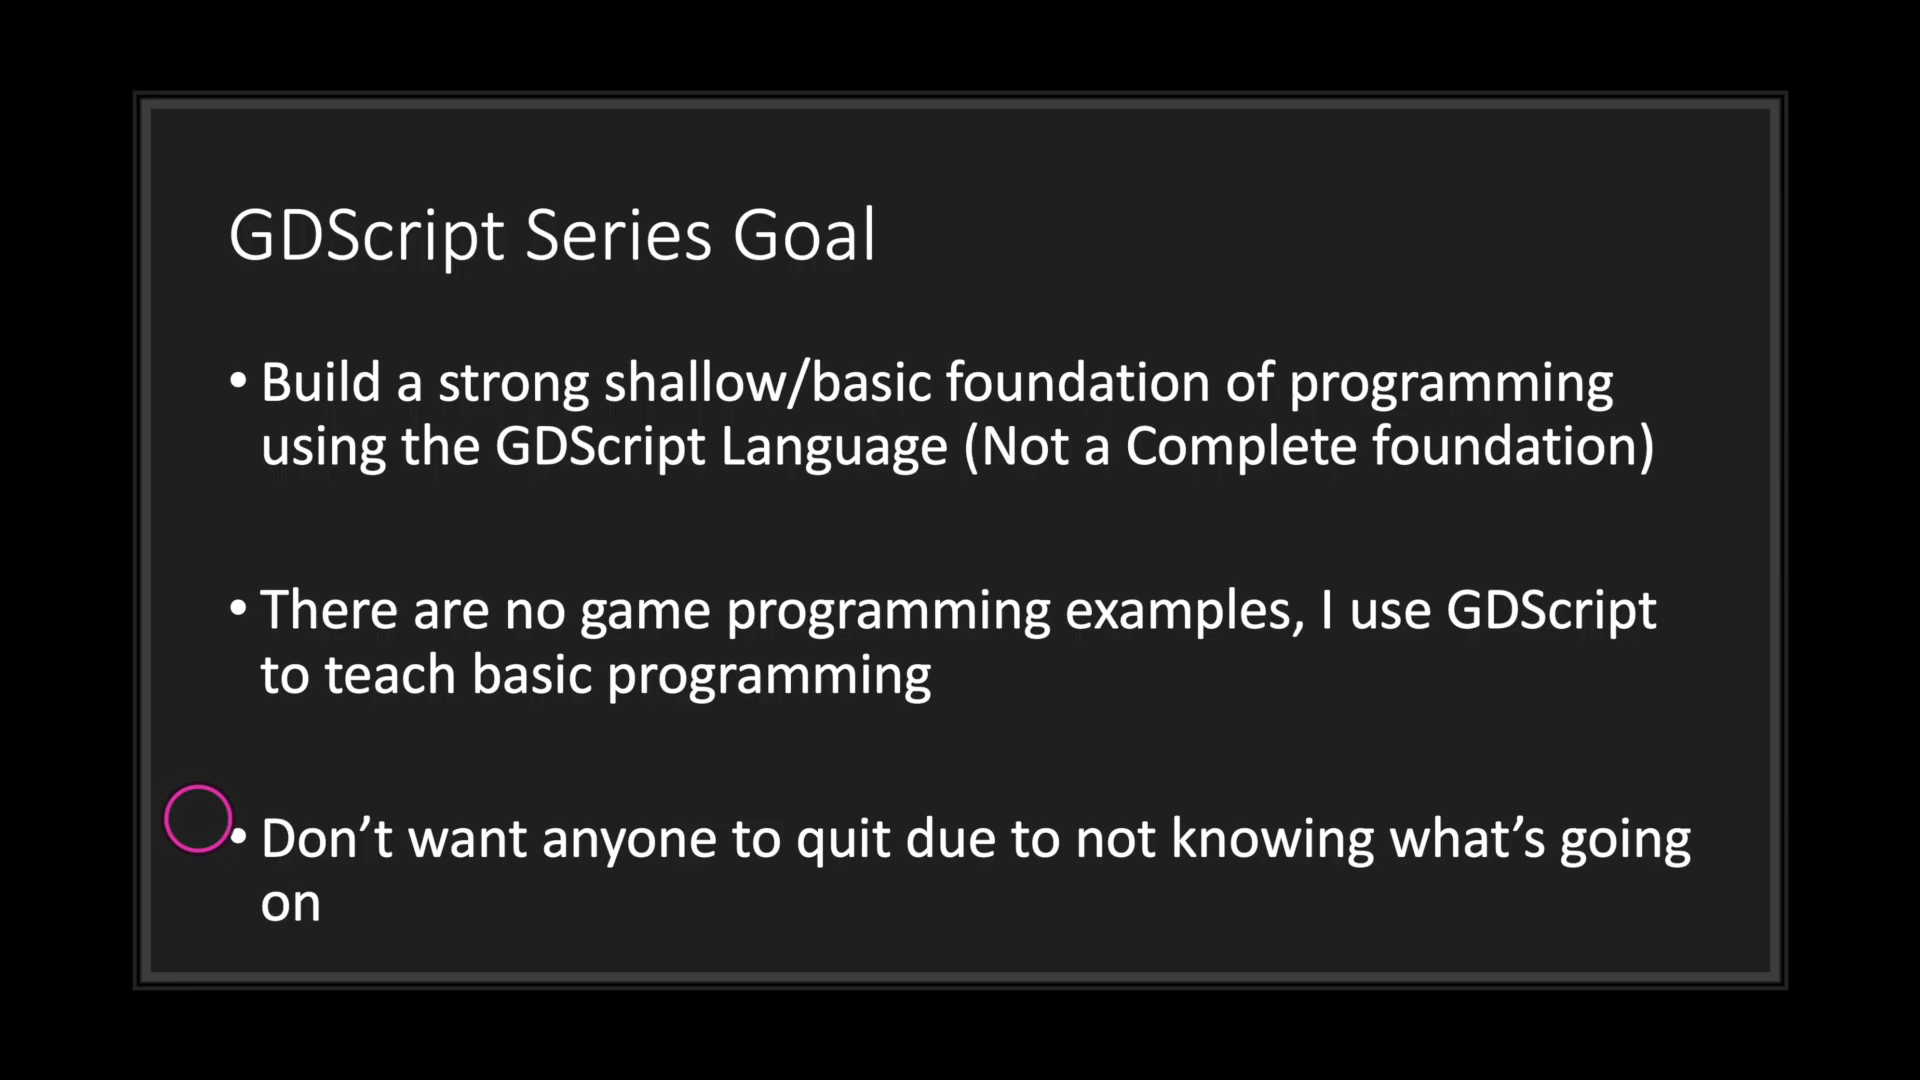 GDScript Series Goal
• Build a strong shallow/basic foundation of programming
using the GDScript Language (Not a Complete foundation)
• There are no game programming examples, I use GDScript
to teach basic programming
• Don’t want anyone to quit due to not knowing what’s going
on